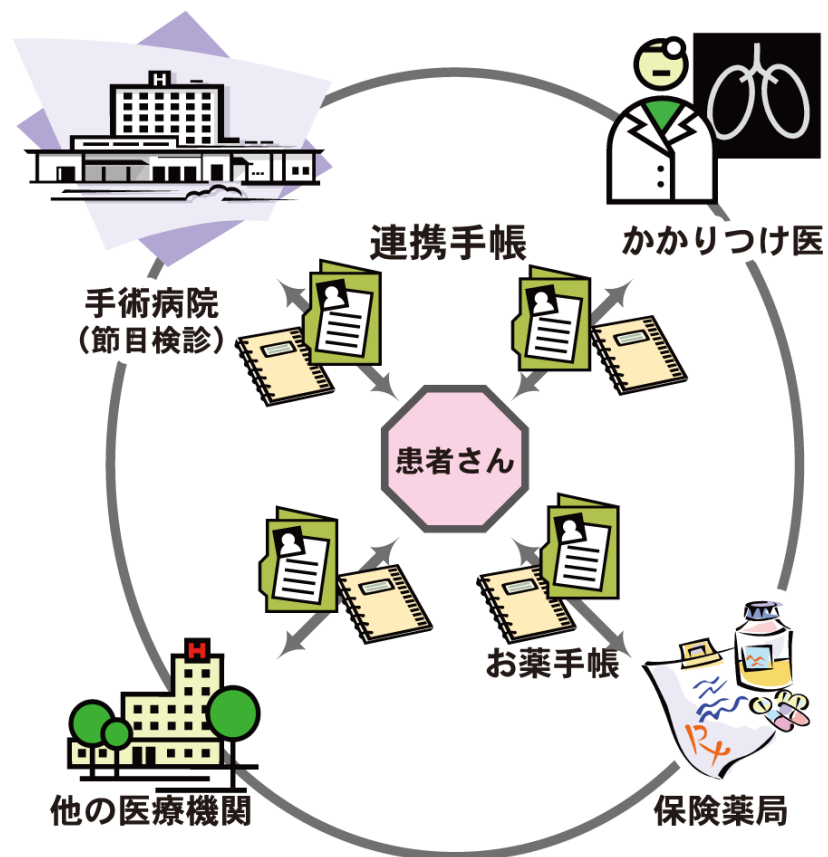 連携手帳
かかりつけ医
手術病院
（節目検診）
患者さん
お薬手帳
他の医療機関
保険薬局
H
H
Rx